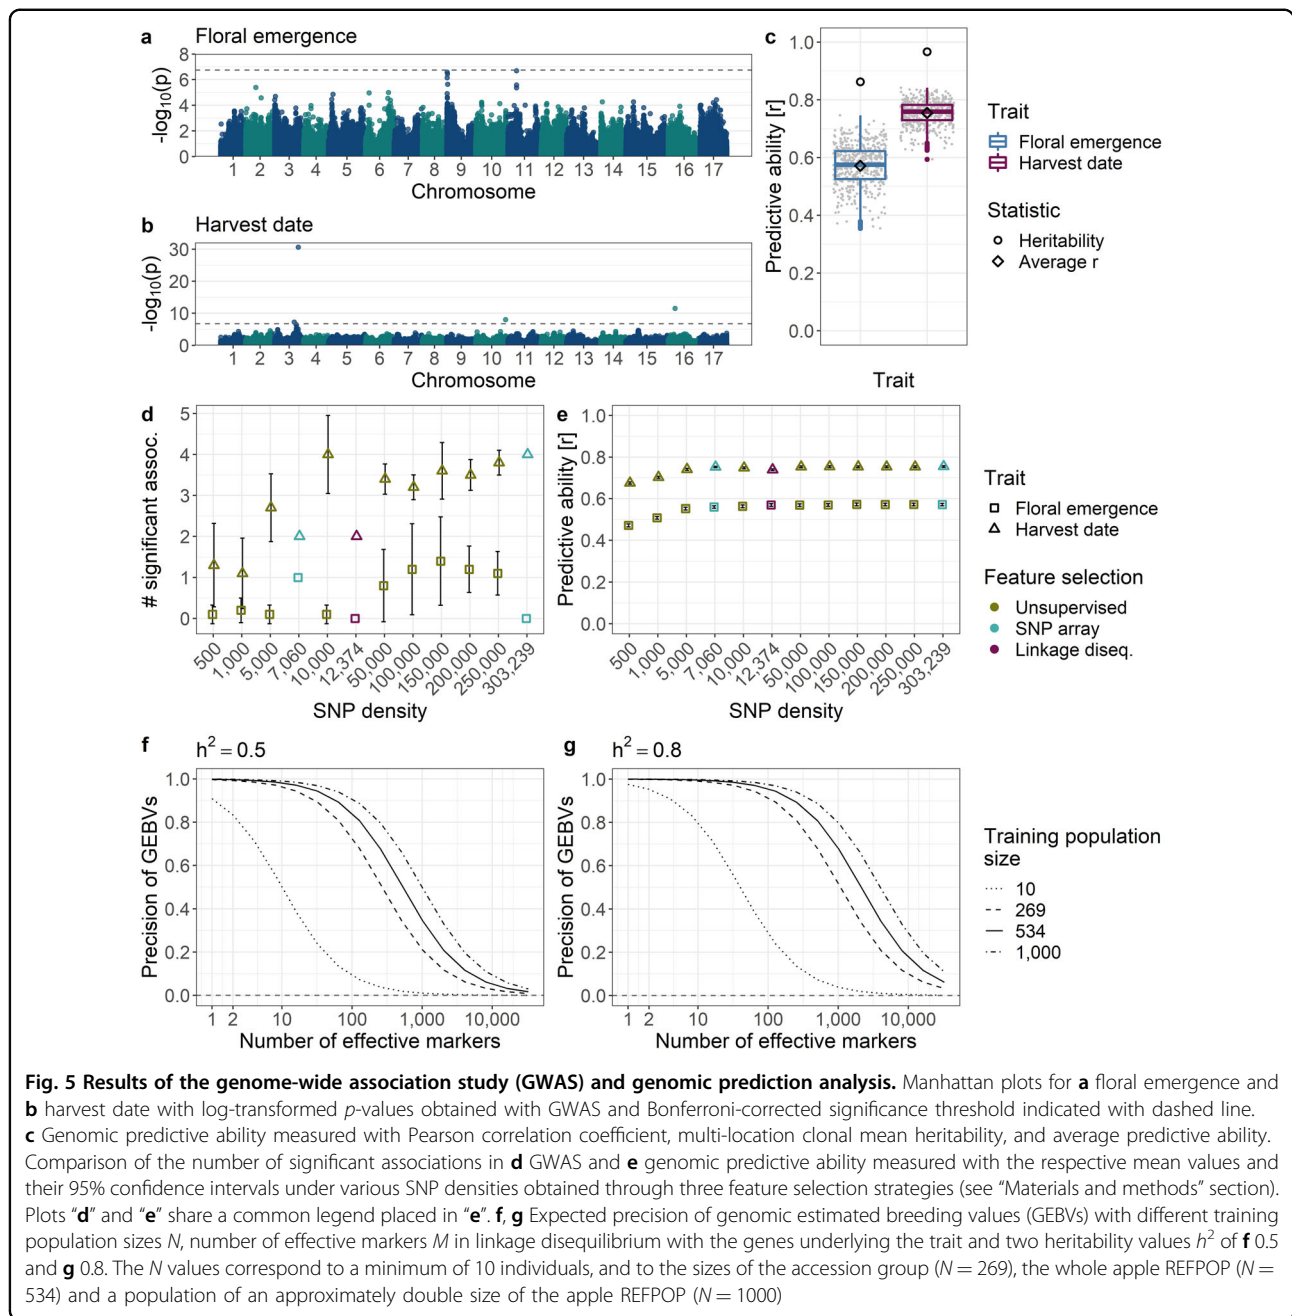 a Floral emergence
8
6
4
2
0
-log10(p)
1 2 3 4 5 6 7 8 9 10 11 12 13 14 15 16 17
Chromosome
b Harvest date
30
20
10
0
-log10(p)
1 2 3 4 5 6 7 8 9 10 11 12 13 14 15 16 17
Chromosome
c
1.0
0.8
0.6
0.4
0.2
0.0
Predictive ability [r]
Trait
Trait
Floral emergence
Harvest date
Statistic
Heritability
Average r
d
5
4
3
2
1
0
# significant assoc.
500 1,000 5,000 7,060 10,000 12,374 50,000 100,000 150,000 200,000 250,000 303,239
SNP density
e
1.0
0.8
0.6
0.4
0.2
0.0
Predictive ability [r]
500 1,000 5,000 7,060 10,000 12,374 50,000 100,000 150,000 200,000 250,000 303,239
SNP density
Trait
Floral emergence
Harvest date
Feature selection
Unsupervised
SNP array
Linkage diseq.
f h² = 0.5
1.0
0.8
0.6
0.4
0.2
0.0
Precision of GEBVs
1 2 10 100 1,000 10,000
Number of effective markers
g h² = 0.8
1.0
0.8
0.6
0.4
0.2
0.0
Precision of GEBVs
1 2 10 100 1,000 10,000
Number of effective markers
Training population
size
10
269
534
1,000
Fig. 5 Results of the genome-wide association study (GWAS) and genomic prediction analysis. Manhattan plots for a floral emergence and
b harvest date with log-transformed p-values obtained with GWAS and Bonferroni-corrected significance threshold indicated with dashed line.
c Genomic predictive ability measured with Pearson correlation coefficient, multi-location clonal mean heritability, and average predictive ability.
Comparison of the number of significant associations in d GWAS and e genomic predictive ability measured with the respective mean values and
their 95% confidence intervals under various SNP densities obtained through three feature selection strategies (see “Materials and methods” section).
Plots “d” and “e” share a common legend placed in “e”. f, g Expected precision of genomic estimated breeding values (GEBVs) with different training
population sizes N, number of effective markers M in linkage disequilibrium with the genes underlying the trait and two heritability values h² of f 0.5
and g 0.8. The N values correspond to a minimum of 10 individuals, and to the sizes of the accession group (N = 269), the whole apple REFPOP (N =
534) and a population of an approximately double size of the apple REFPOP (N = 1000)